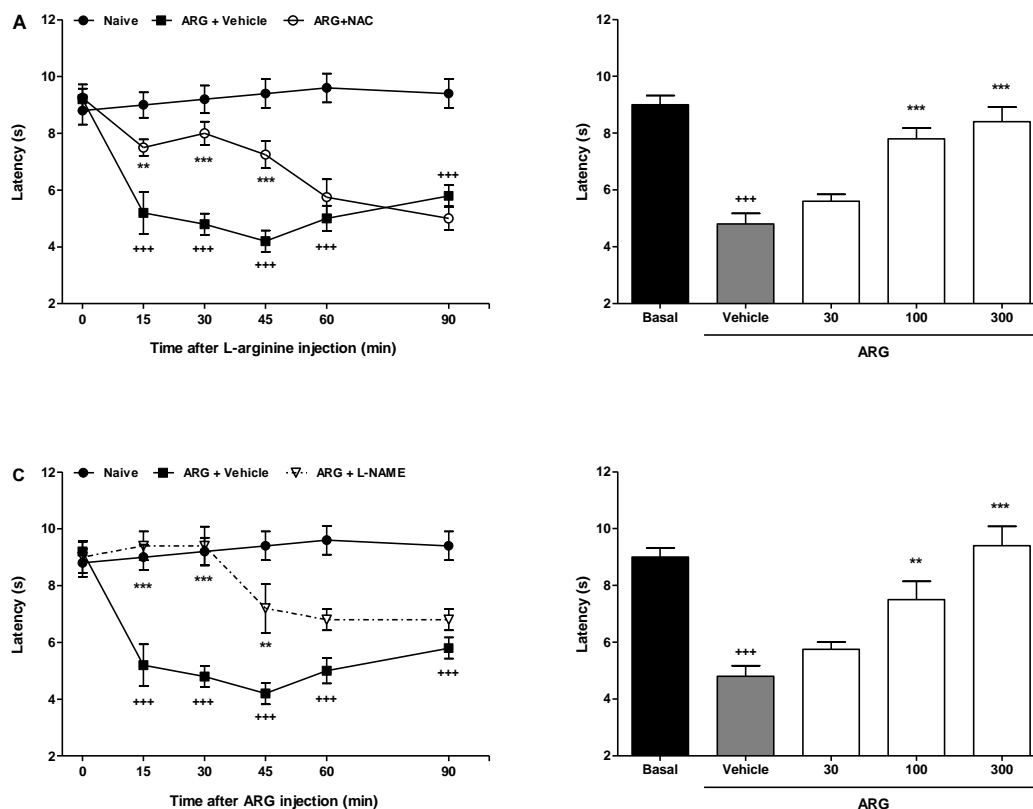 A
Naive ARG + Vehicle ARG+NAC
12
10
8
6
4
2
Latency (s)
** *** *** +++
+++ +++ +++ +++
0 15 30 45 60 90
Time after L-arginine injection (min)
12
10
8
6
4
2
Latency (s)
+++ *** ***
Basal Vehicle 30 100 300
ARG
C
Naive ARG + Vehicle ARG + L-NAME
12
10
8
6
4
2
Latency (s)
*** *** **
+++ +++ +++ +++ +++
0 15 30 45 60 90
Time after ARG injection (min)
12
10
8
6
4
2
Latency (s)
+++ ** ***
Basal Vehicle 30 100 300
ARG